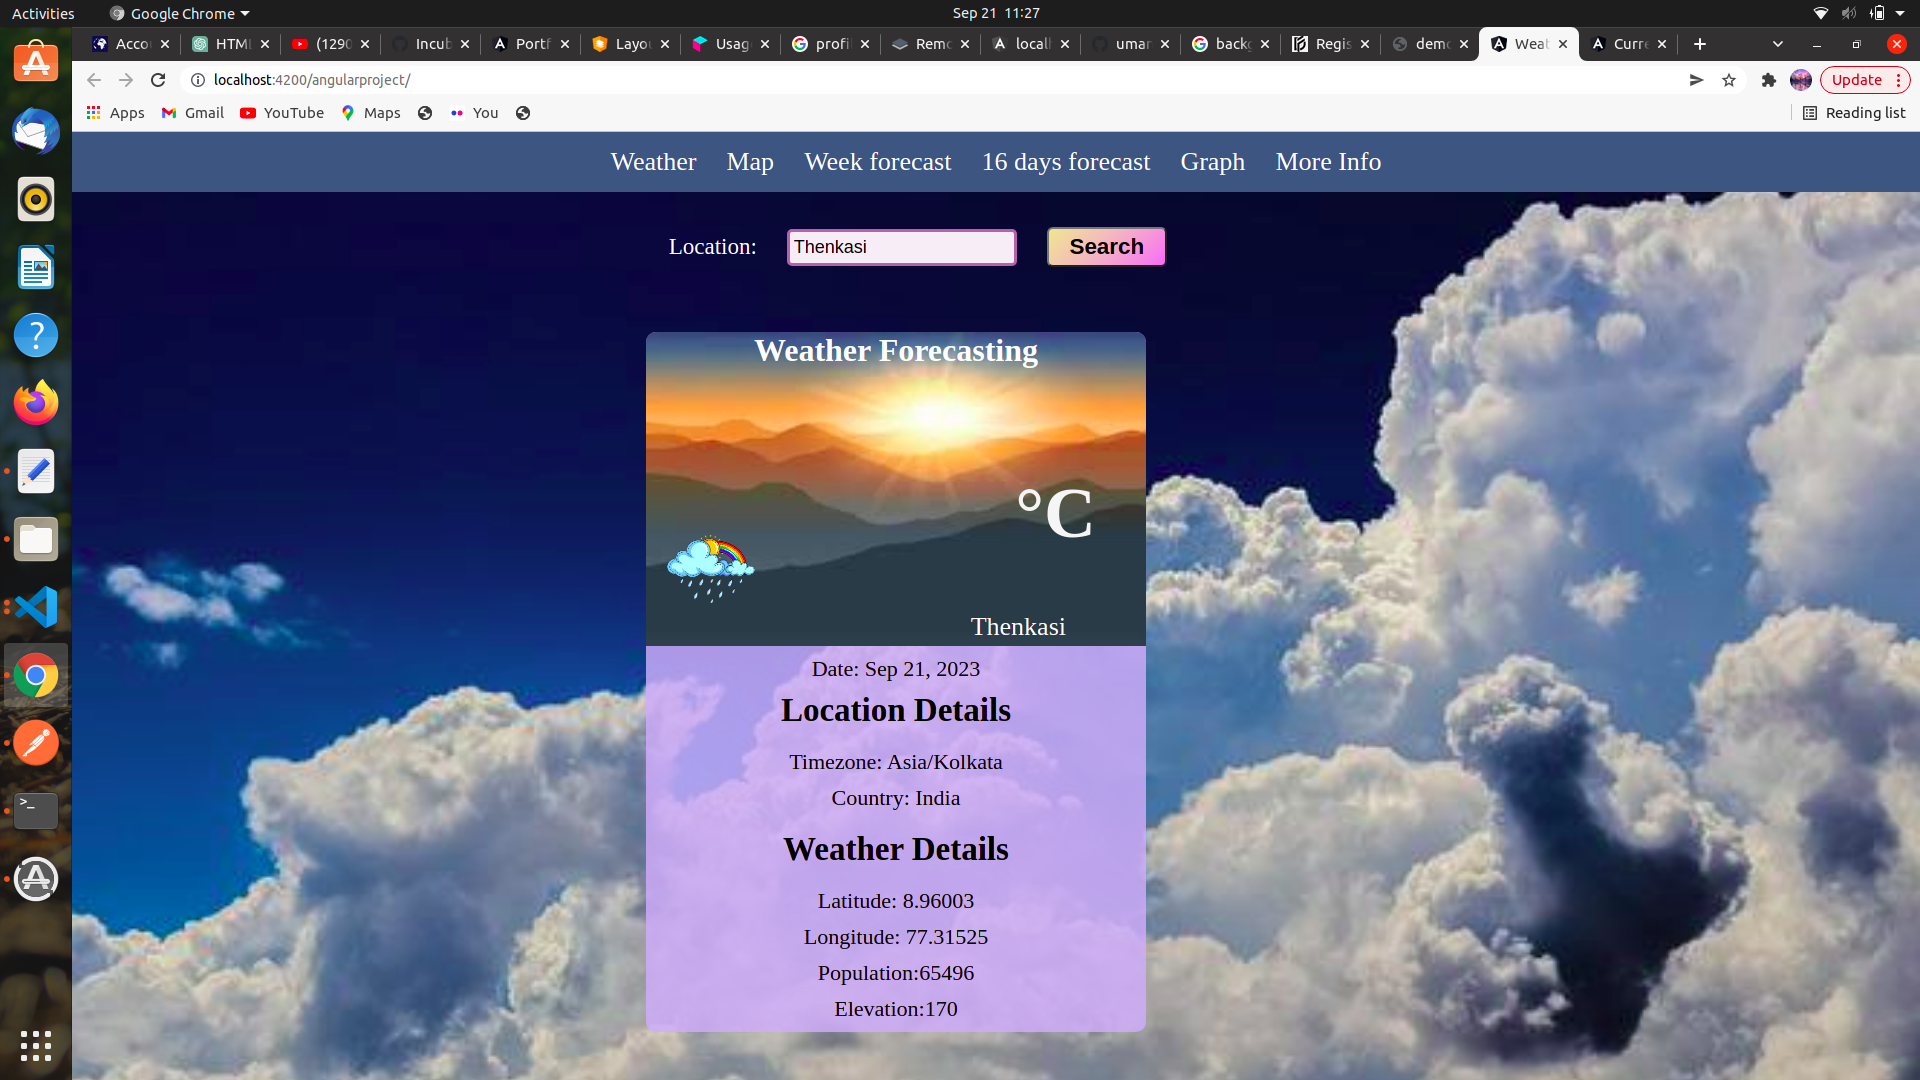 Activities
Google Chrome
Sep 21 11:27
Acco
HTML
(1290
Incub
Portf
Layou
Usag
profil
Remo
locall
umar
backg
Regis
demo
Weat
Curre
localhost:4200/angularproject/
Update
Apps
Gmail
YouTube
Maps
You
Reading list
Weather
Map
Week forecast
16 days forecast
Graph
More Info
Location:
Thenkasi
Search
Weather Forecasting
°C
Thenkasi
Date: Sep 21, 2023
Location Details
Timezone: Asia/Kolkata
Country: India
Weather Details
Latitude: 8.96003
Longitude: 77.31525
Population:65496
Elevation:170